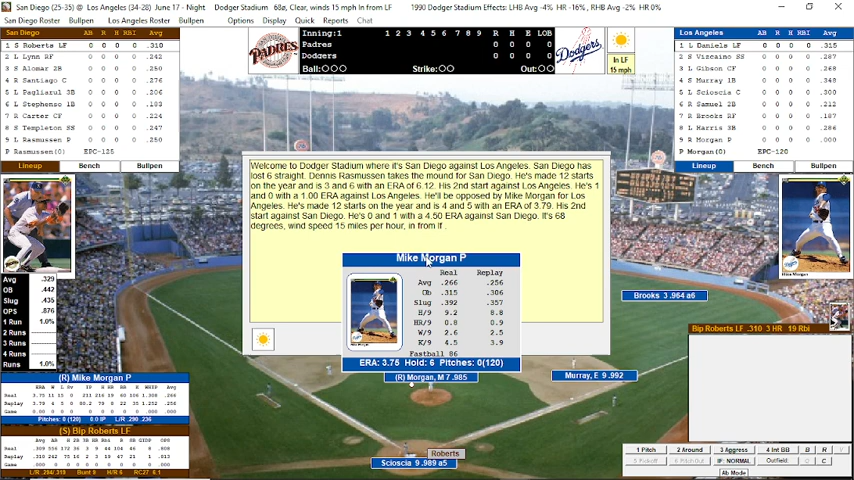 San Diego (25-35) @ Los Angeles (34-28) June 17 - Night Dodger Stadium 68ø, Clear, winds 15 mph In from LF 1990 Dodger Stadium Effects: LHB Avg -4% HR -16% , RHB Avg -2% HR 0%
San Diego Roster Bullpen Los Angeles Roster Bullpen Options Display Quick Reports Chat
San Diego AB R H RBI Avg
1 S Roberts LF 0 0 0 0 .310
2 L Lynn RF 0 0 0 0 .242
3 S Alomar 2B 0 0 0 0 .250
4 R Santiago C 0 0 0 0 .276
5 L Pagliarul 3B 0 0 0 0 .206
6 L Stephenso 1B 0 0 0 0 .183
7 R Carter CF 0 0 0 0 .224
8 S Templeton SS 0 0 0 0 .247
9 L Rasmussen P 0 0 0 0 .250
P Rasmussen(0) EPC-125
Lineup Bench Bullpen
Inning:1 1 2 3 4 5 6 7 8 9 R H E LOB
Padres 0 0 0 0
Dodgers 0 0 0 0
Ball: Strike: Out:
PADRES
Dodgers
In LF
15 mph
Los Angeles AB R H RBI Avg
1 L Daniels LF 0 0 0 0 .315
2 S Vizcaino SS 0 0 0 0 .289
3 L Gibson CF 0 0 0 0 .268
4 S Murray 1B 0 0 0 0 .348
5 L Scioscia C 0 0 0 0 .300
6 R Samuel 2B 0 0 0 0 .212
7 R Brooks RF 0 0 0 0 .187
8 L Harris 3B 0 0 0 0 .286
9 R Morgan P 0 0 0 0 .000
P Morgan(0) EPC-120
Lineup Bench Bullpen
Welcome to Dodger Stadium where it's San Diego against Los Angeles. San Diego has
lost 6 straight. Dennis Rasmussen takes the mound for San Diego. He's made 12 starts
on the year and is 3 and 6 with an ERA of 6.12. His 2nd start against Los Angeles. He's 1
and 0 with a 1.00 ERA against Los Angeles. He'll be opposed by Mike Morgan for Los
Angeles. He's made 12 starts on the year and is 4 and 5 with an ERA of 3.79. His 2nd
start against San Diego. He's 0 and 1 with a 4.50 ERA against San Diego. It's 68
degrees, wind speed 15 miles per hour, in from lf .
Mike Morgan P
Real Replay
Avg .266 .256
Ob .315 .306
Slug .392 .357
H/9 9.2 8.8
HR/9 0.8 0.9
W/9 2.6 2.5
K/9 4.5 3.9
Fastball 86
ERA: 3.75 Hold: 6 Pitches: 0(120)
(R) Morgan, M 7 .985
Murray, E 9 .992
Brooks 3 .964 a6
Roberts
Scioscia 9 .989 a5
Avg .329
OB .442
Slug .435
OPS .876
1 Run 1.0%
2 Runs
3 Runs
4 Runs
Runs 1.0%
(R) Mike Morgan P
Pitches: 0 (120) 0.0 IP L/R .290 .236
(S) Bip Roberts LF
Bip Roberts LF .310 3 HR 19 Rbi
1 Pitch 2 Around 3 Aggress 4 Int BB B R
IF: NORMAL Outfield
Ab Mode